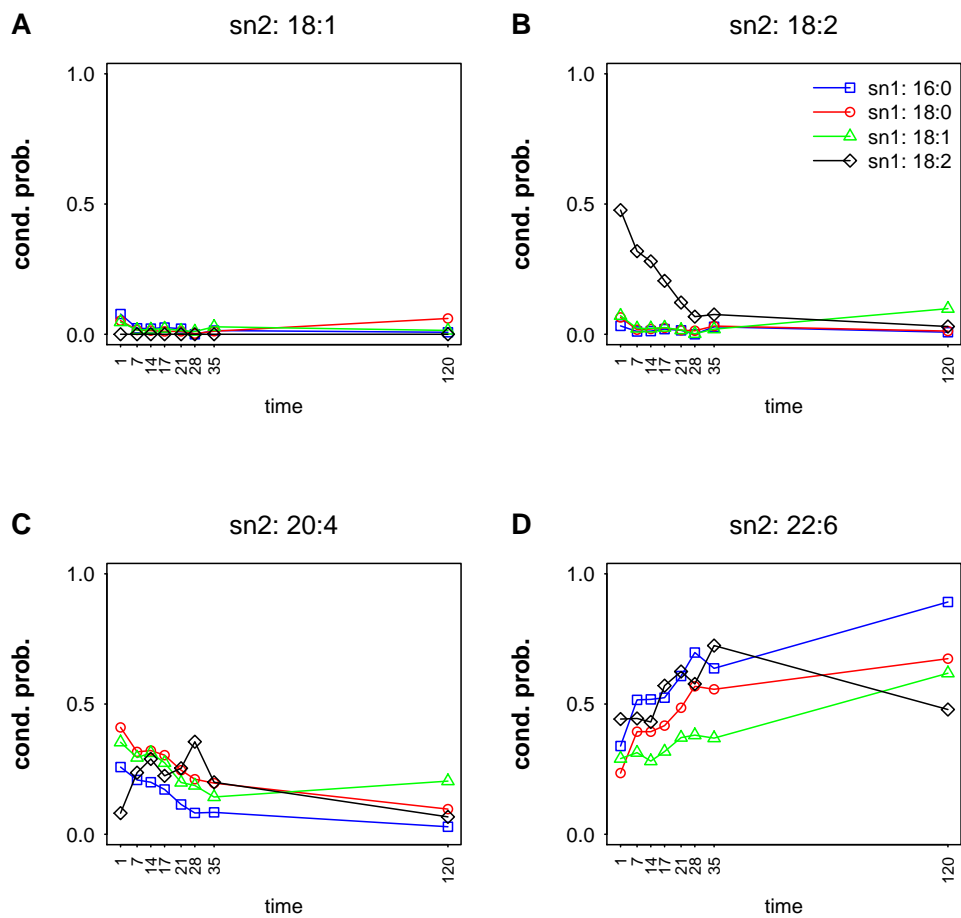 A
sn2: 18:1
cond. prob.
1.0
0.5
0.0
1
7
14
17
21
28
35
120
time
B
sn2: 18:2
cond. prob.
1.0
0.5
0.0
sn1: 16:0
sn1: 18:0
sn1: 18:1
sn1: 18:2
1
7
14
17
21
28
35
120
time
C
sn2: 20:4
cond. prob.
1.0
0.5
0.0
1
7
14
17
21
28
35
120
time
D
sn2: 22:6
cond. prob.
1.0
0.5
0.0
1
7
14
17
21
28
35
120
time